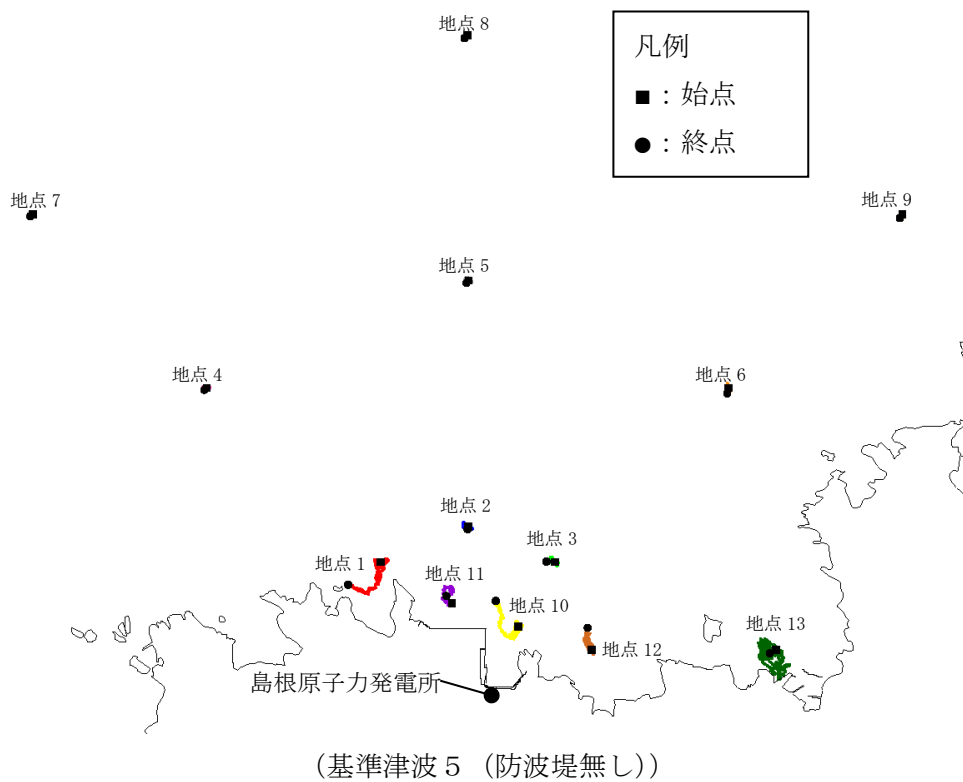 地点８
凡例
■：始点
●：終点
地点７
地点９
地点５
地点４
地点６
地点２
地点３
地点１
地点 11
地点 10
地点 12
地点 13
島根原子力発電所
（基準津波５（防波堤無し））